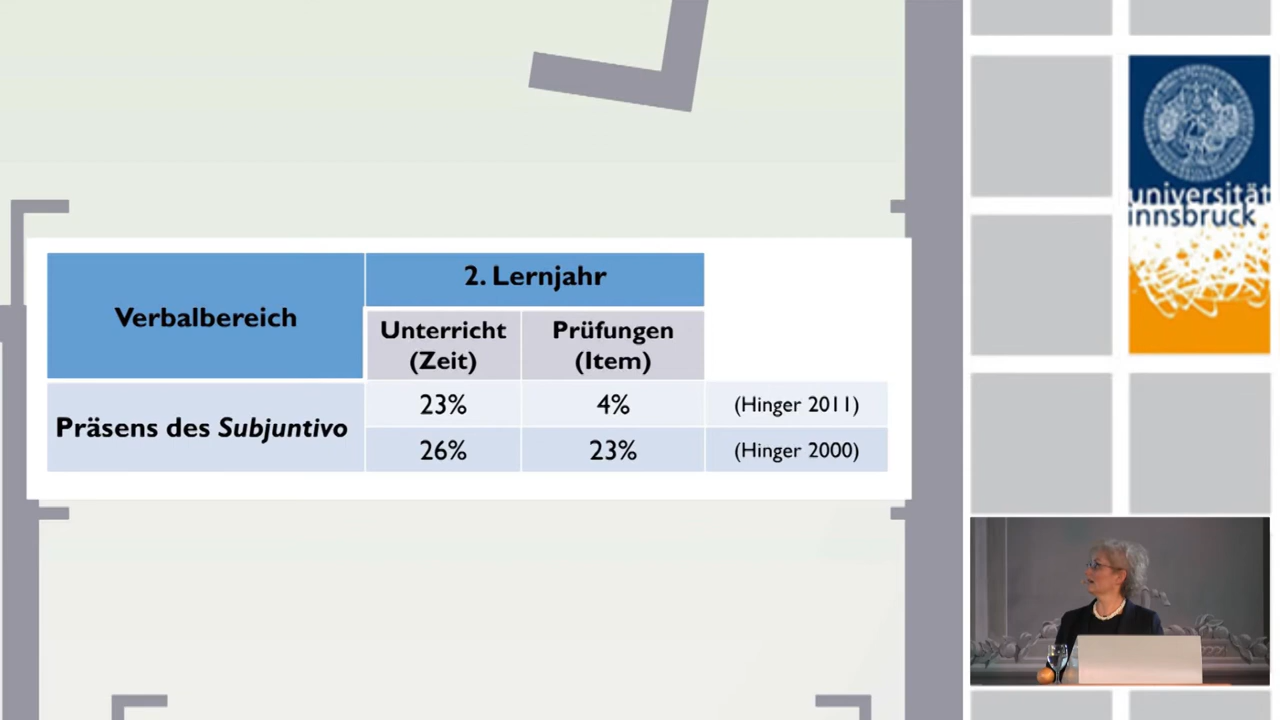 2. Lernjahr
Verbalbereich
Unterricht
(Zeit)
Prüfungen
(Item)
Präsens des Subjuntivo
23%
4%
(Hinger 2011)
26%
23%
(Hinger 2000)
universität
innsbruck